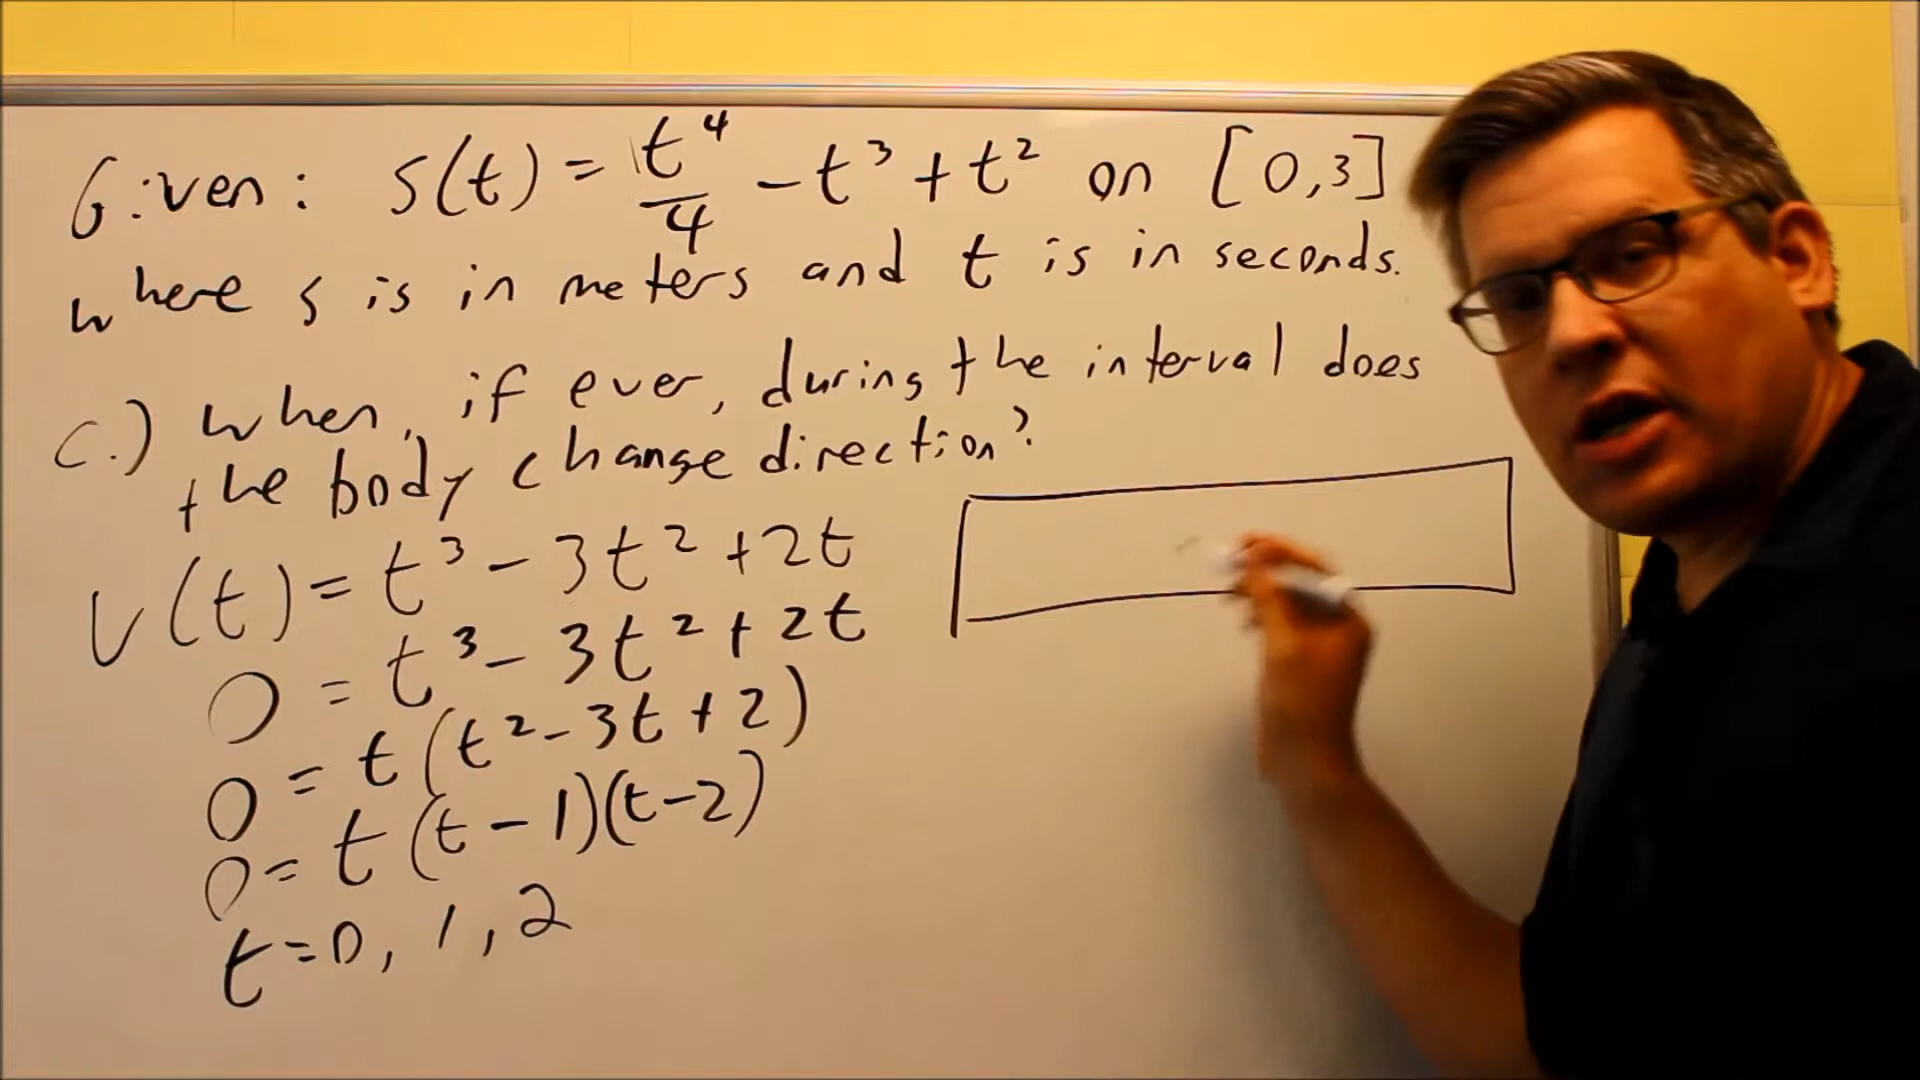 Given: s(t) = t⁴/4 - t³ + t² on [0,3]
where s is in meters and t is in seconds.
c.) when, if ever, during the interval does
the body change direction?
v(t) = t³ - 3t² + 2t
0 = t³ - 3t² + 2t
0 = t(t² - 3t + 2)
0 = t(t - 1)(t - 2)
t = 0, 1, 2